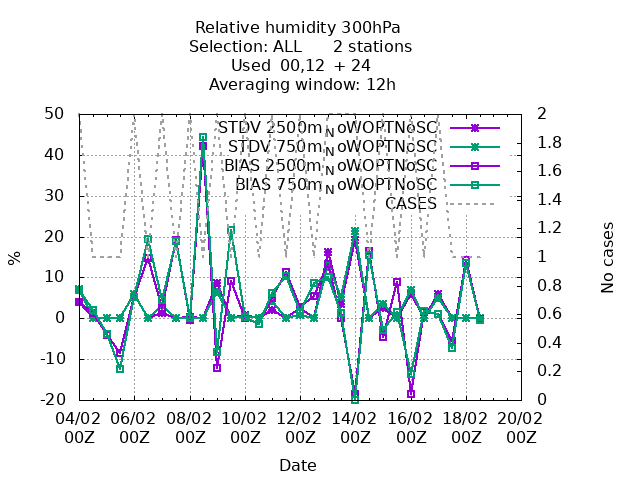 Relative humidity 300hPa
Selection: ALL 2 stations
Used 00,12 + 24
Averaging window: 12h
STDV 2500m NoWOPTNoSC
STDV 750m NoWOPTNoSC
BIAS 2500m NoWOPTNoSC
BIAS 750m NoWOPTNoSC
CASES
%
50
40
30
20
10
0
-10
-20
No cases
2
1.8
1.6
1.4
1.2
1
0.8
0.6
0.4
0.2
0
04/02 06/02 08/02 10/02 12/02 14/02 16/02 18/02 20/02
00Z 00Z 00Z 00Z 00Z 00Z 00Z 00Z 00Z
Date